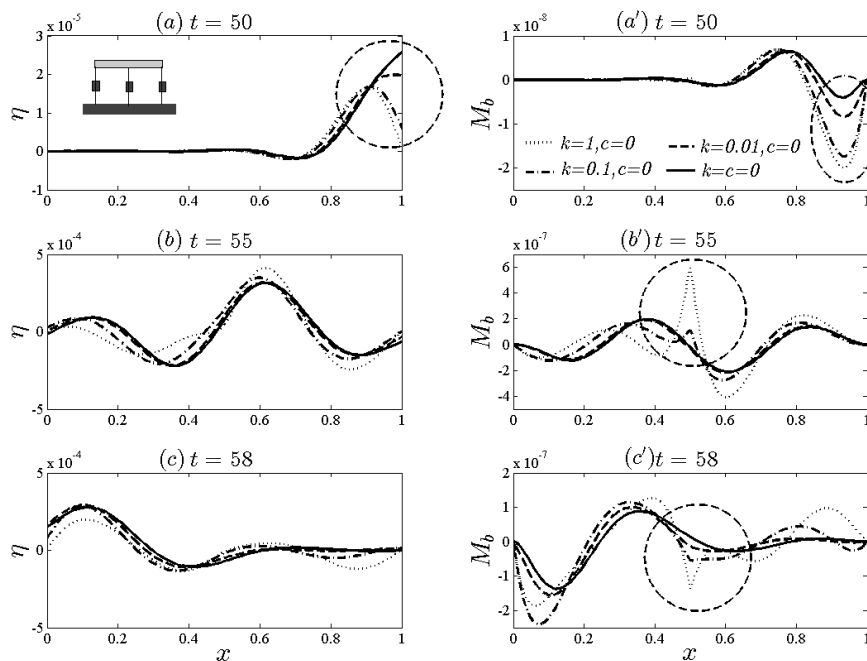 (a) t = 50
x 10⁻⁵
3
2
1
0
-1
η
0 0.2 0.4 0.6 0.8 1
(a') t = 50
x 10⁻⁸
1
0
-1
-2
M_b
k=1,c=0
k=0.01,c=0
k=0.1,c=0
k=c=0
0 0.2 0.4 0.6 0.8 1
(b) t = 55
x 10⁻⁴
5
0
-5
η
0 0.2 0.4 0.6 0.8 1
(b') t = 55
x 10⁻⁷
6
4
2
0
-2
-4
M_b
0 0.2 0.4 0.6 0.8 1
(c) t = 58
x 10⁻⁴
5
0
-5
η
0 0.2 0.4 0.6 0.8 1
x
(c') t = 58
x 10⁻⁷
2
1
0
-1
-2
M_b
0 0.2 0.4 0.6 0.8 1
x